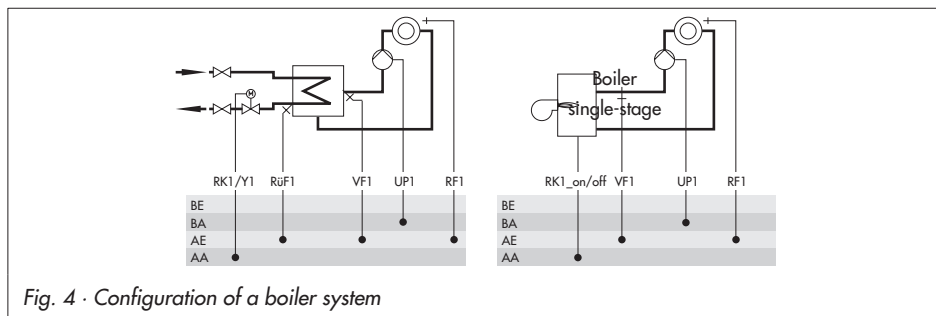 Boiler
single-stage
RK1/Y1 RüF1 VF1 UP1 RF1
BE
BA
AE
AA
RK1_on/off VF1 UP1 RF1
BE
BA
AE
AA
Fig. 4 · Configuration of a boiler system